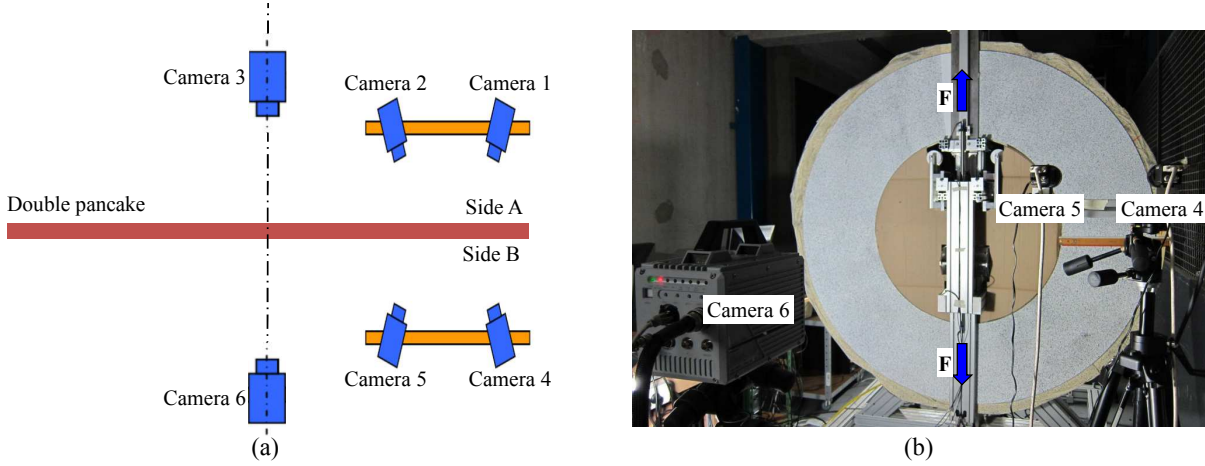 Camera 3
Camera 2
Camera 1
Double pancake
Side A
Side B
Camera 5
Camera 4
Camera 6
(a)
F
Camera 5
Camera 4
Camera 6
F
(b)